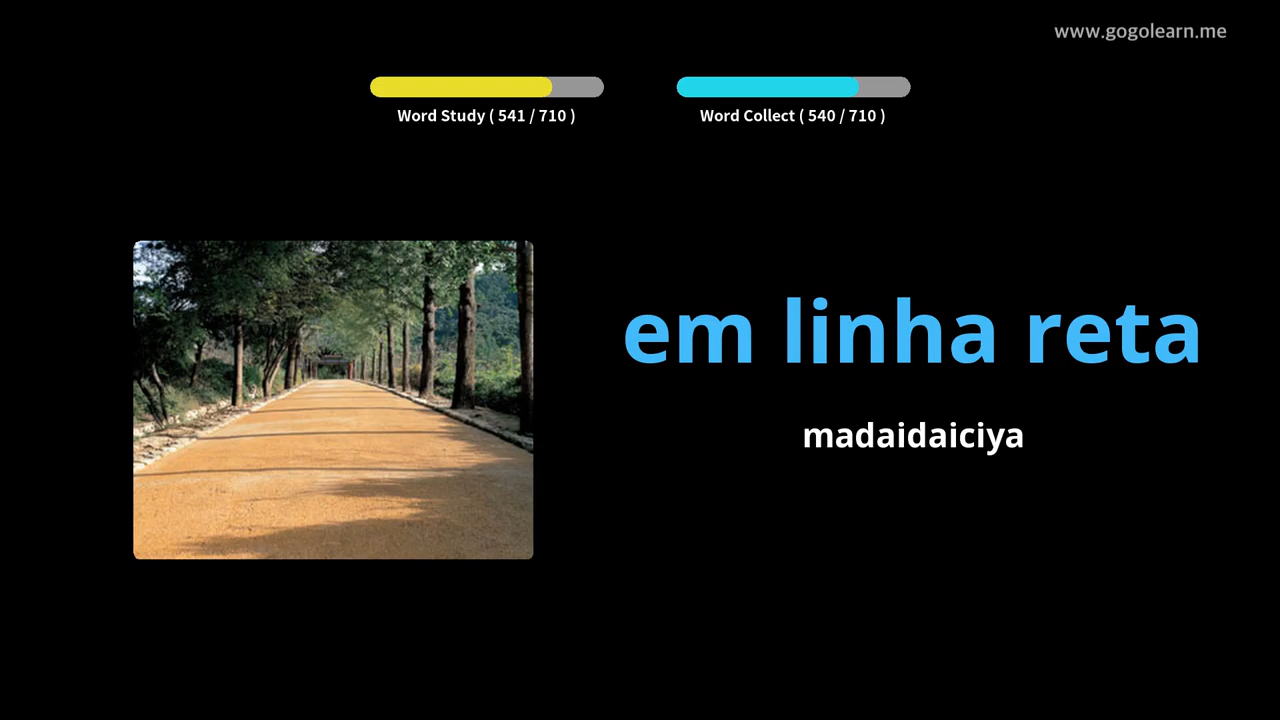 www.gogolearn.me
Word Study ( 541 / 710 )
Word Collect ( 540 / 710 )
em linha reta
madaidaiciya